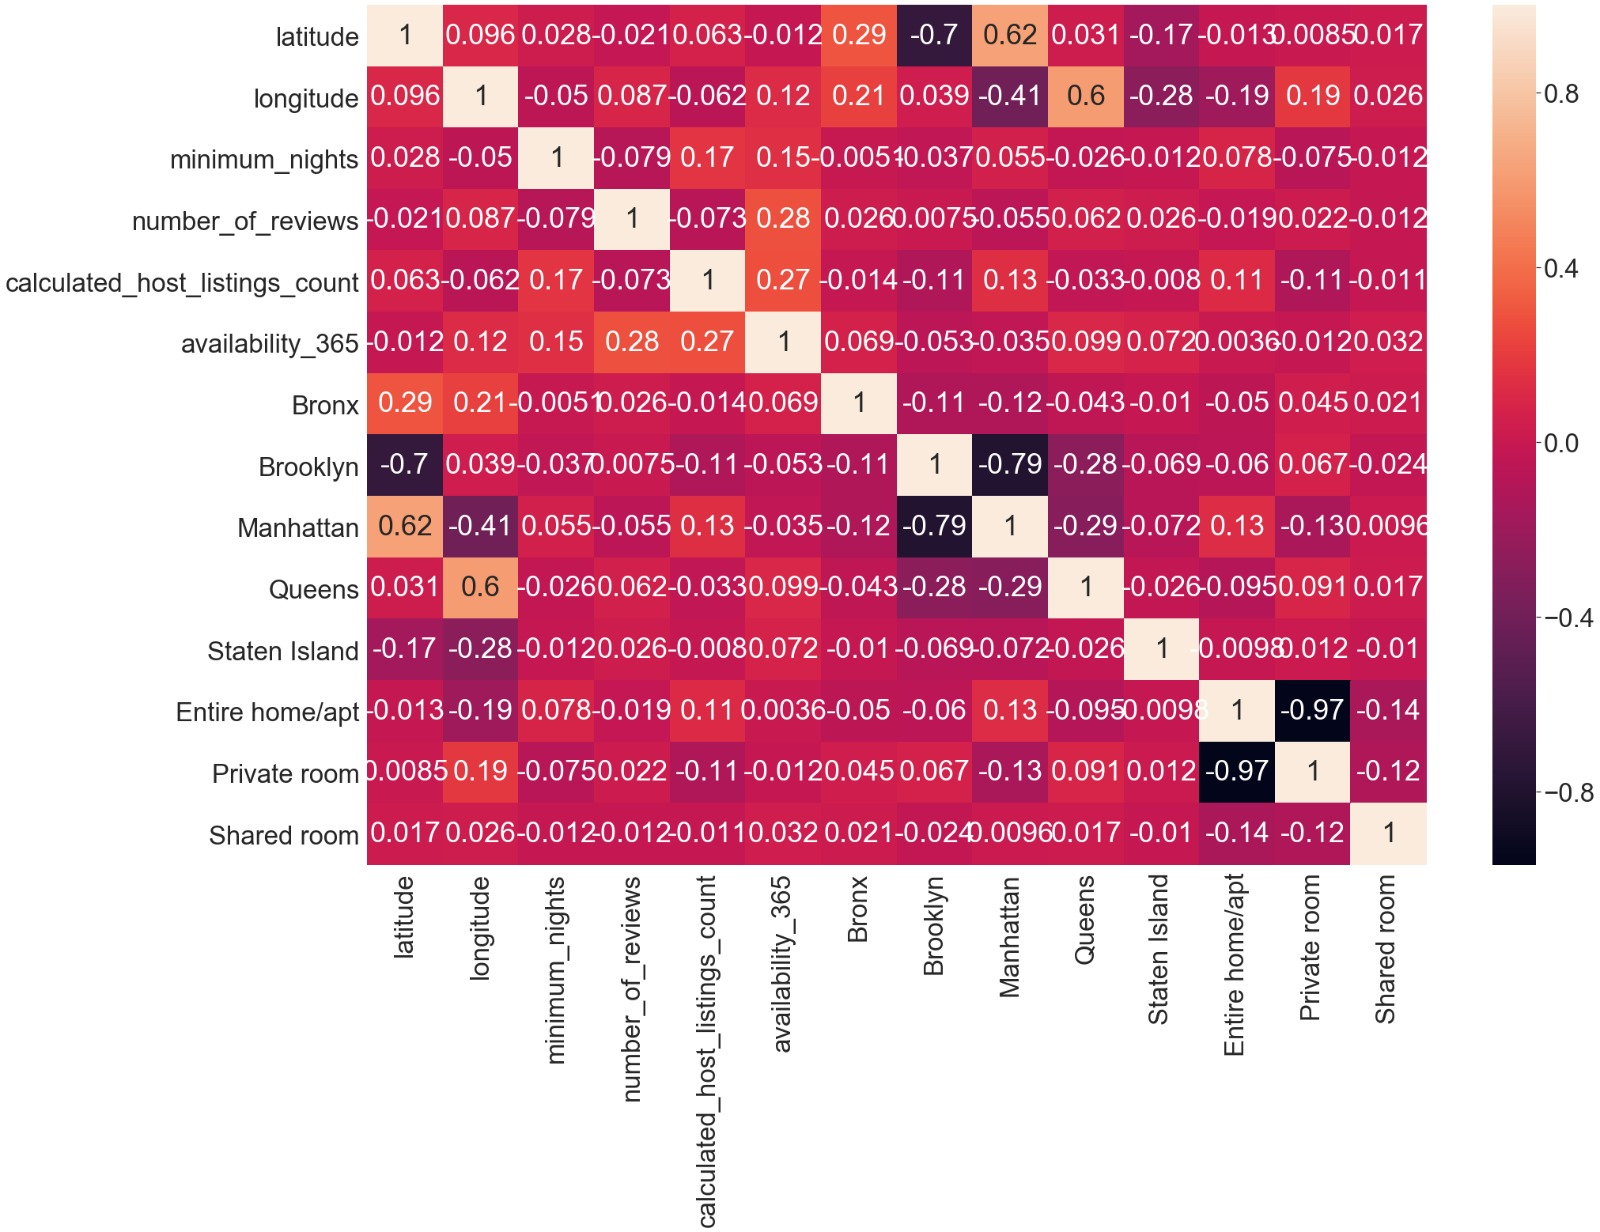 latitude 1 0.096 0.028 -0.021 0.063 -0.012 0.29 -0.7 0.62 0.031 -0.17 -0.013 0.0085 0.017
longitude 0.096 1 -0.05 0.087 -0.062 0.12 0.21 0.039 -0.41 0.6 -0.28 -0.19 0.19 0.026
minimum_nights 0.028 -0.05 1 -0.079 0.17 0.15 -0.0051 -0.037 0.055 -0.026 -0.012 0.078 -0.075 -0.012
number_of_reviews -0.021 0.087 -0.079 1 -0.073 0.28 0.026 0.0075 -0.055 0.062 0.026 -0.019 0.022 -0.012
calculated_host_listings_count 0.063 -0.062 0.17 -0.073 1 0.27 -0.014 -0.11 0.13 -0.033 -0.008 0.11 -0.11 -0.011
availability_365 -0.012 0.12 0.15 0.28 0.27 1 0.069 -0.053 -0.035 0.099 0.072 0.0036 -0.012 0.032
Bronx 0.29 0.21 -0.0051 0.026 -0.014 0.069 1 -0.11 -0.12 -0.043 -0.01 -0.05 0.045 0.021
Brooklyn -0.7 0.039 -0.037 0.0075 -0.11 -0.053 -0.11 1 -0.79 -0.28 -0.069 -0.06 0.067 -0.024
Manhattan 0.62 -0.41 0.055 -0.055 0.13 -0.035 -0.12 -0.79 1 -0.29 -0.072 0.13 -0.13 0.0096
Queens 0.031 0.6 -0.026 0.062 -0.033 0.099 -0.043 -0.28 -0.29 1 -0.026 -0.095 0.091 0.017
Staten Island -0.17 -0.28 -0.012 0.026 -0.008 0.072 -0.01 -0.069 -0.072 -0.026 1 -0.0098 0.012 -0.01
Entire home/apt -0.013 -0.19 0.078 -0.019 0.11 0.0036 -0.05 -0.06 0.13 -0.095 -0.0098 1 -0.97 -0.14
Private room 0.0085 0.19 -0.075 0.022 -0.11 -0.012 0.045 0.067 -0.13 0.091 0.012 -0.97 1 -0.12
Shared room 0.017 0.026 -0.012 -0.012 -0.011 0.032 0.021 -0.024 0.0096 0.017 -0.01 -0.14 -0.12 1
latitude
longitude
minimum_nights
number_of_reviews
calculated_host_listings_count
availability_365
Bronx
Brooklyn
Manhattan
Queens
Staten Island
Entire home/apt
Private room
Shared room
0.8
0.4
0.0
−0.4
−0.8